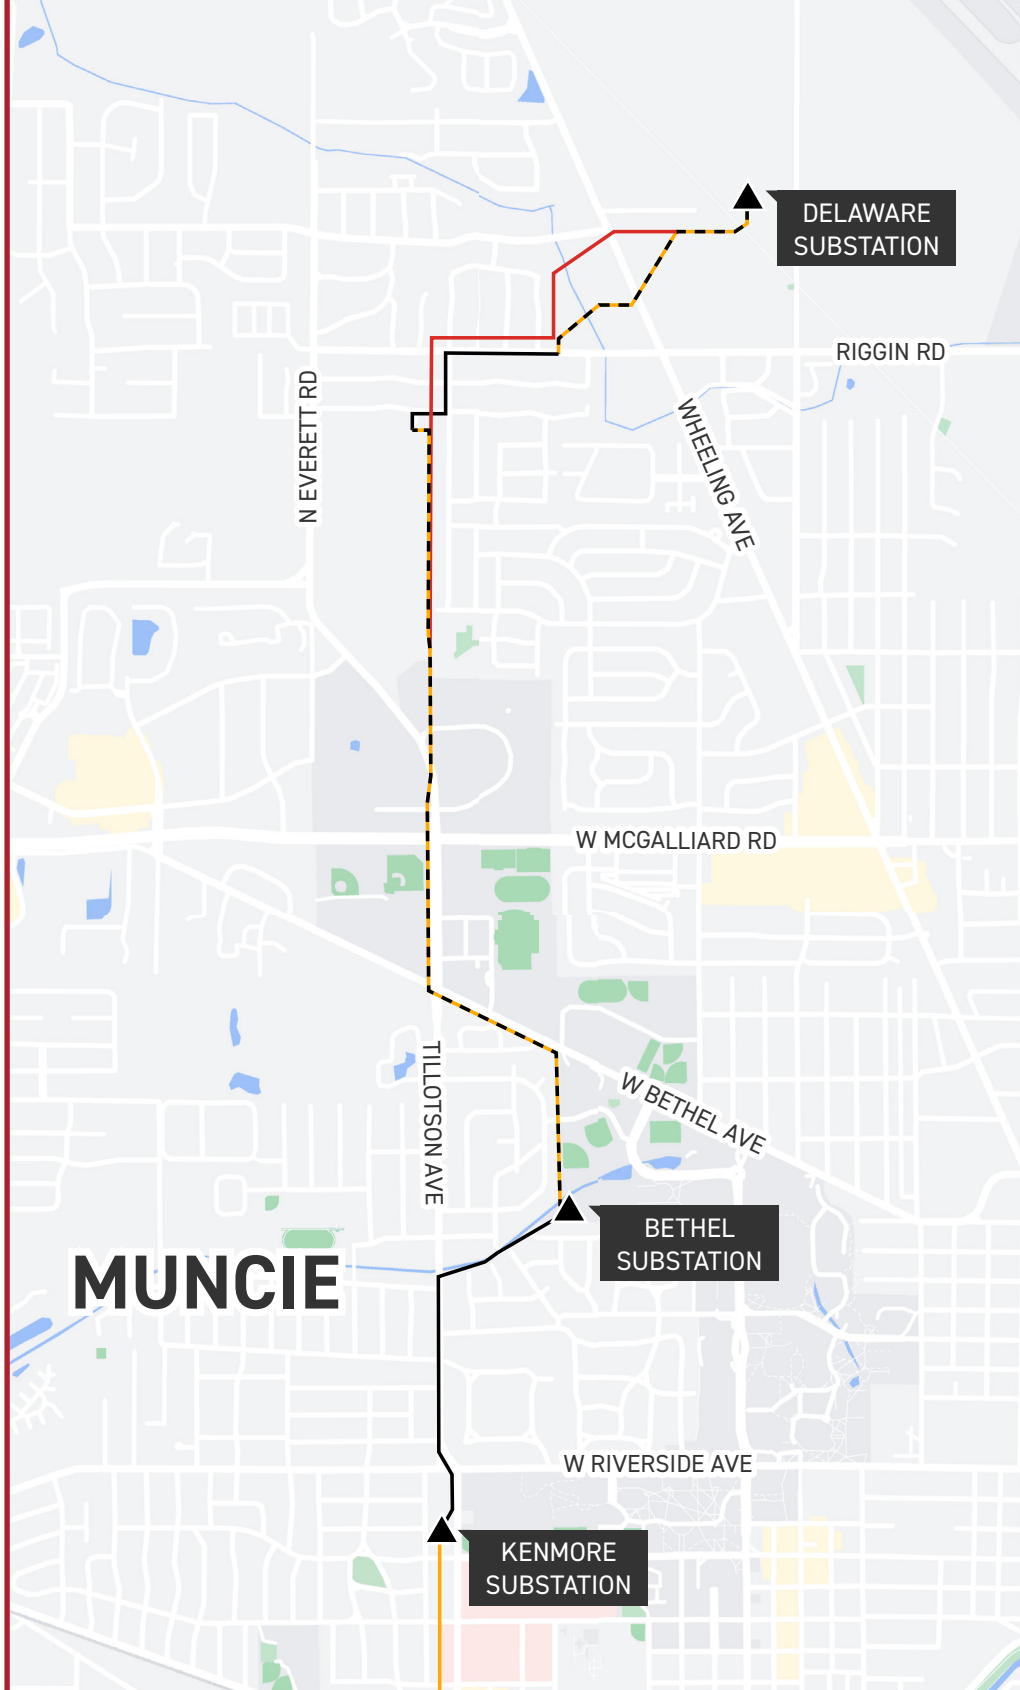 DELAWARE
SUBSTATION
RIGGIN RD
N EVERETT RD
WHEELING AVE
W MCGALLIARD RD
TILLOTSON AVE
W BETHEL AVE
BETHEL
SUBSTATION
MUNCIE
W RIVERSIDE AVE
KENMORE
SUBSTATION